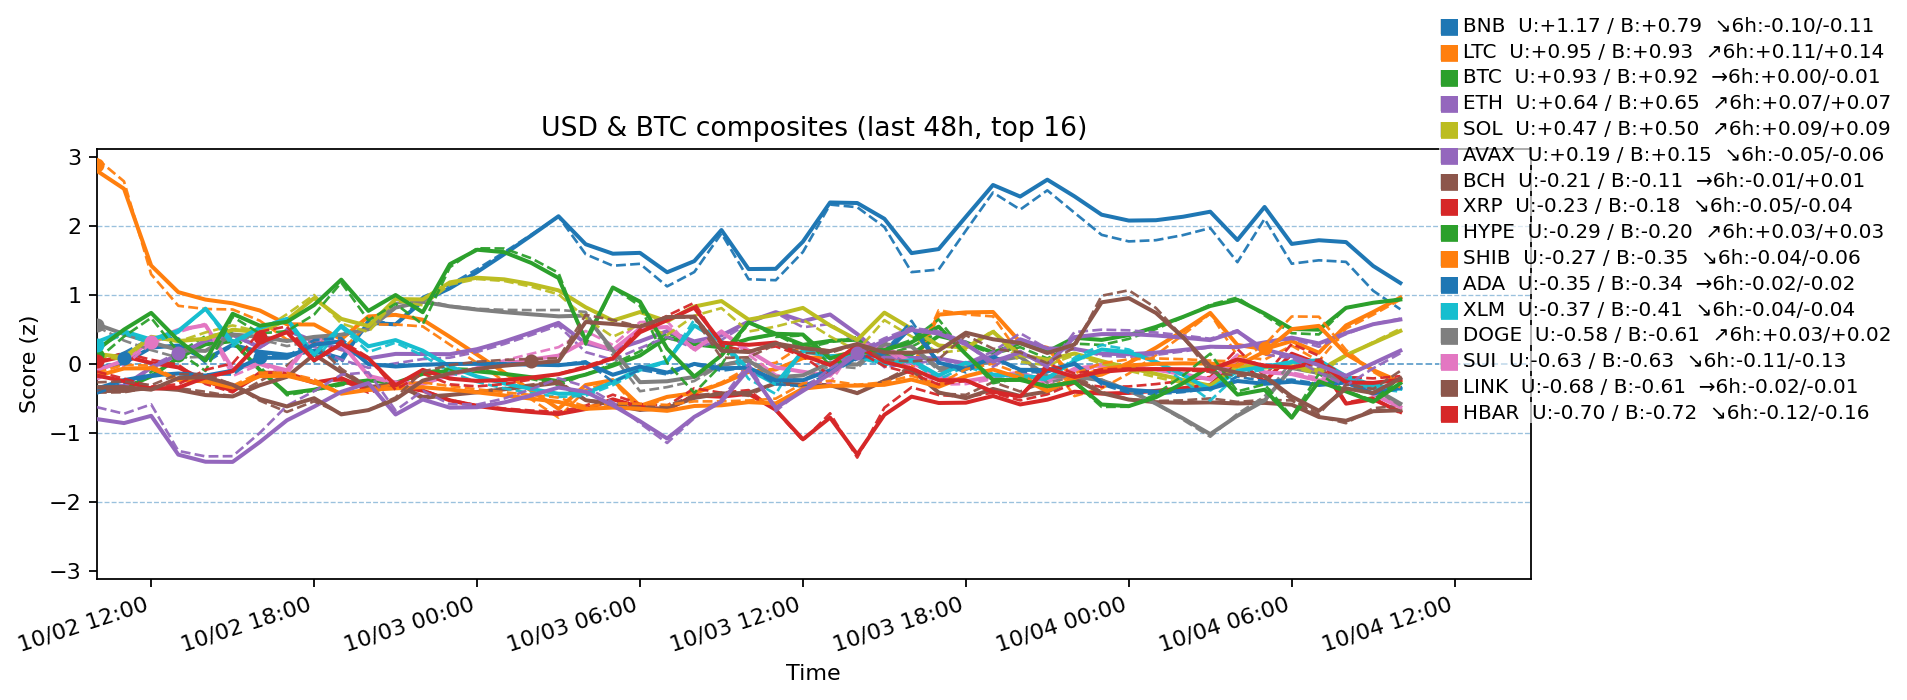 BNB U:+1.17 / B:+0.79 ↘6h:-0.10/-0.11
LTC U:+0.95 / B:+0.93 ↗6h:+0.11/+0.14
BTC U:+0.93 / B:+0.92 →6h:+0.00/-0.01
ETH U:+0.64 / B:+0.65 ↗6h:+0.07/+0.07
SOL U:+0.47 / B:+0.50 ↗6h:+0.09/+0.09
AVAX U:+0.19 / B:+0.15 ↘6h:-0.05/-0.06
BCH U:-0.21 / B:-0.11 →6h:-0.01/+0.01
XRP U:-0.23 / B:-0.18 ↘6h:-0.05/-0.04
HYPE U:-0.29 / B:-0.20 ↗6h:+0.03/+0.03
SHIB U:-0.27 / B:-0.35 ↘6h:-0.04/-0.06
ADA U:-0.35 / B:-0.34 →6h:-0.02/-0.02
XLM U:-0.37 / B:-0.41 ↘6h:-0.04/-0.04
DOGE U:-0.58 / B:-0.61 ↗6h:+0.03/+0.02
SUI U:-0.63 / B:-0.63 ↘6h:-0.11/-0.13
LINK U:-0.68 / B:-0.61 →6h:-0.02/-0.01
HBAR U:-0.70 / B:-0.72 ↘6h:-0.12/-0.16
USD & BTC composites (last 48h, top 16)
Score (z)
3
2
1
0
−1
−2
−3
10/02 12:00
10/02 18:00
10/03 00:00
10/03 06:00
10/03 12:00
10/03 18:00
10/04 00:00
10/04 06:00
10/04 12:00
Time